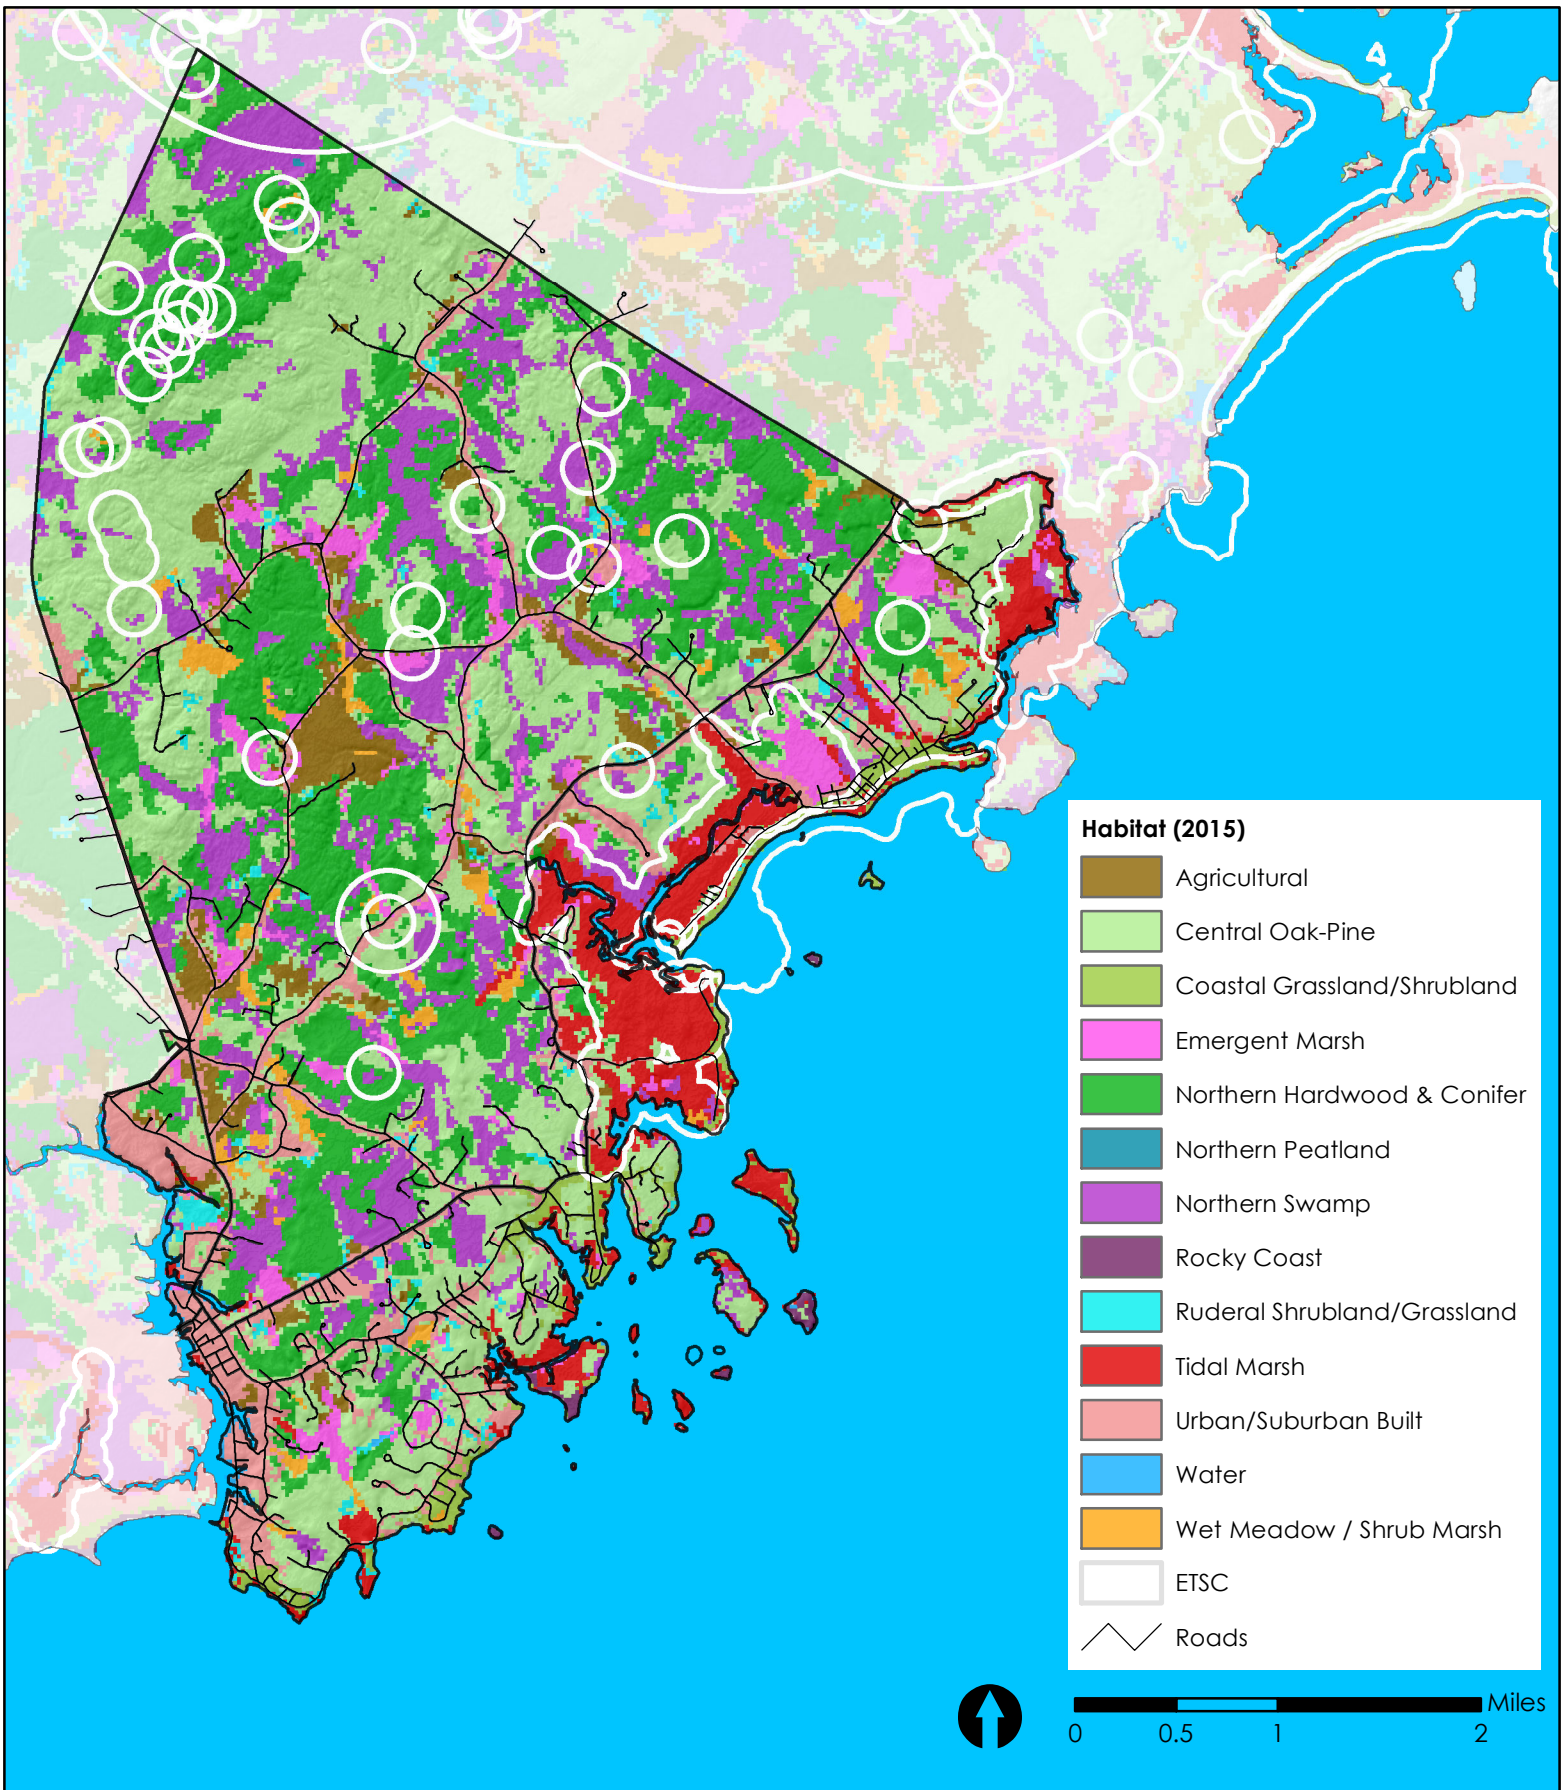 Habitat (2015)
Agricultural
Central Oak-Pine
Coastal Grassland/Shrubland
Emergent Marsh
Northern Hardwood & Conifer
Northern Peatland
Northern Swamp
Rocky Coast
Ruderal Shrubland/Grassland
Tidal Marsh
Urban/Suburban Built
Water
Wet Meadow / Shrub Marsh
ETSC
Roads
Miles
0 0.5 1 2